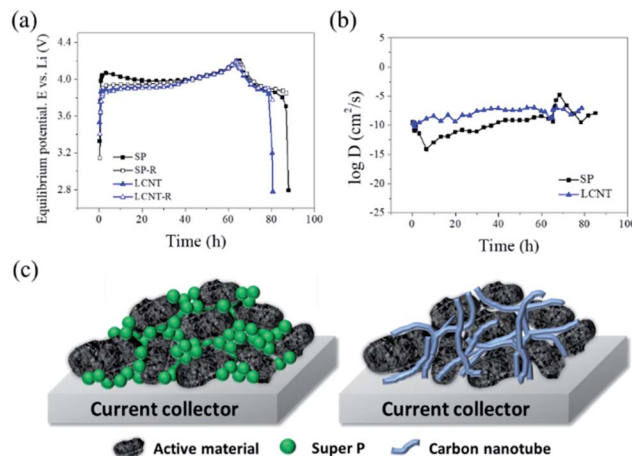 (a)
Equilibrium potential. E vs. Li (V)
4.4
4.0
3.6
3.2
2.8
SP
SP-R
LCNT
LCNT-R
0 20 40 60 80 100
Time (h)
(b)
log D (cm²/s)
0
-5
-10
-15
-20
-25
SP
LCNT
0 20 40 60 80 100
Time (h)
(c)
Current collector
Current collector
Active material Super P Carbon nanotube